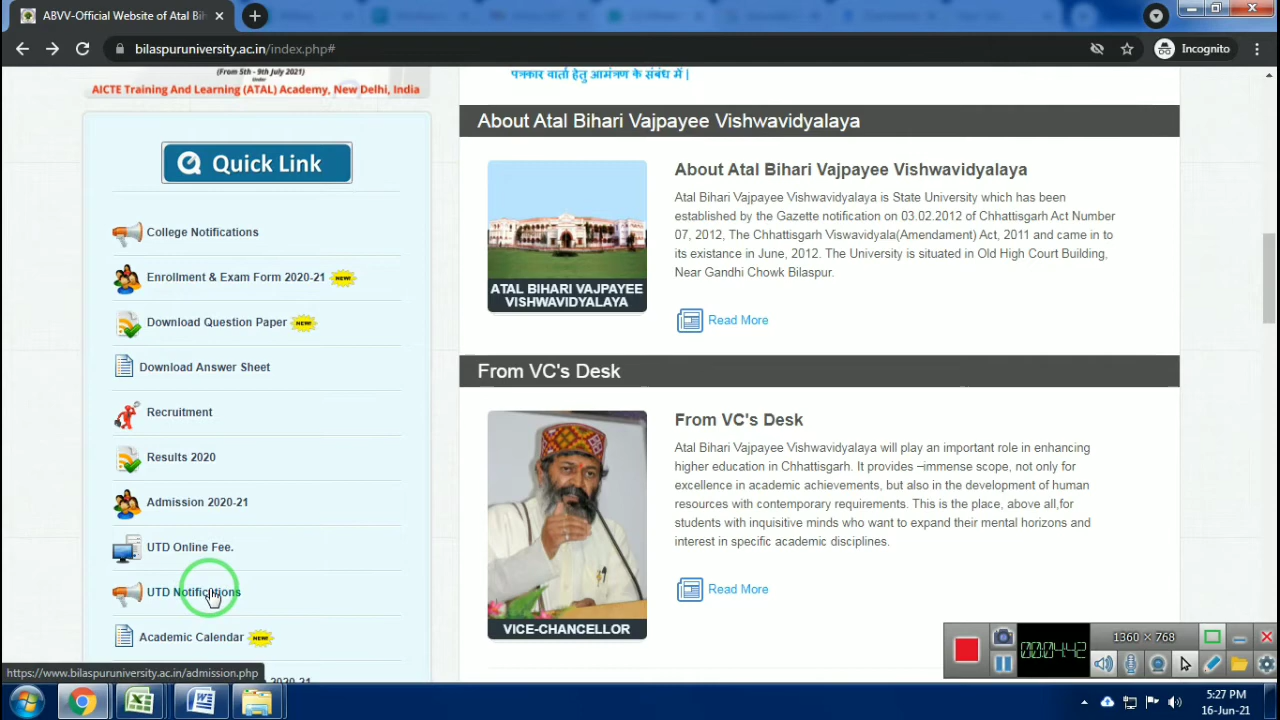 ABVV-Official Website of Atal Bih
bilaspuruniversity.ac.in/index.php#
Incognito
(From 5th - 9th July 2021)
Under
AICTE Training And Learning (ATAL) Academy, New Delhi, India
पत्रकार वार्ता हेतु आमंत्रण के संबंध में |
Quick Link
College Notifications
Enrollment & Exam Form 2020-21 NEW!
Download Question Paper NEW!
Download Answer Sheet
Recruitment
Results 2020
Admission 2020-21
UTD Online Fee.
UTD Notifications
Academic Calendar NEW!
2020-21
About Atal Bihari Vajpayee Vishwavidyalaya
ATAL BIHARI VAJPAYEE
VISHWAVIDYALAYA
About Atal Bihari Vajpayee Vishwavidyalaya
Atal Bihari Vajpayee Vishwavidyalaya is State University which has been
established by the Gazette notification on 03.02.2012 of Chhattisgarh Act Number
07, 2012, The Chhattisgarh Viswavidyala(Amendament) Act, 2011 and came in to
its existance in June, 2012. The University is situated in Old High Court Building,
Near Gandhi Chowk Bilaspur.
Read More
From VC's Desk
VICE-CHANCELLOR
From VC's Desk
Atal Bihari Vajpayee Vishwavidyalaya will play an important role in enhancing
higher education in Chhattisgarh. It provides –immense scope, not only for
excellence in academic achievements, but also in the development of human
resources with contemporary requirements. This is the place, above all,for
students with inquisitive minds who want to expand their mental horizons and
interest in specific academic disciplines.
Read More
1360 × 768
00:04:42
https://www.bilaspuruniversity.ac.in/admission.php
5:27 PM
16-Jun-21